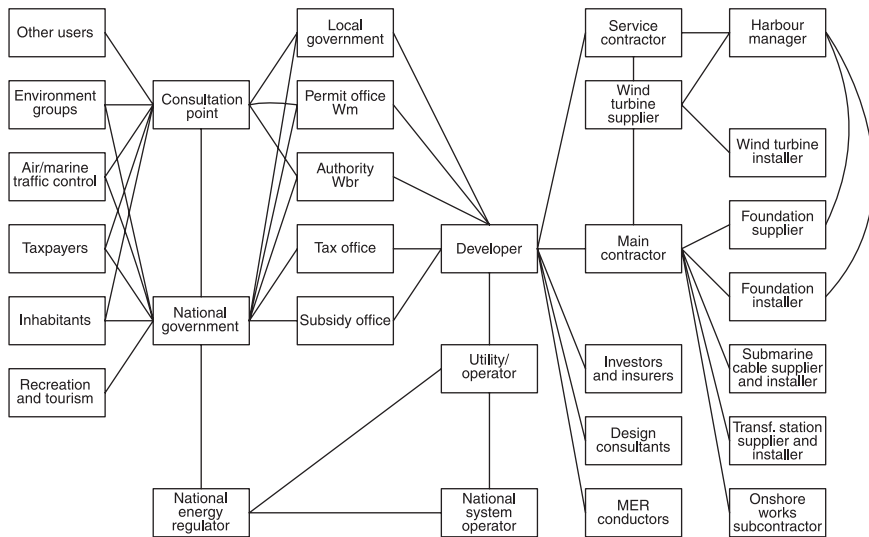 Other users
Environment
groups
Air/marine
traffic control
Taxpayers
Inhabitants
Recreation
and tourism
Consultation
point
National
government
National
energy
regulator
Local
government
Permit office
Wm
Authority
Wbr
Tax office
Subsidy office
Developer
Utility/
operator
National
system
operator
Service
contractor
Wind
turbine
supplier
Main
contractor
Investors
and insurers
Design
consultants
MER
conductors
Harbour
manager
Wind turbine
installer
Foundation
supplier
Foundation
installer
Submarine
cable supplier
and installer
Transf. station
supplier and
installer
Onshore
works
subcontractor